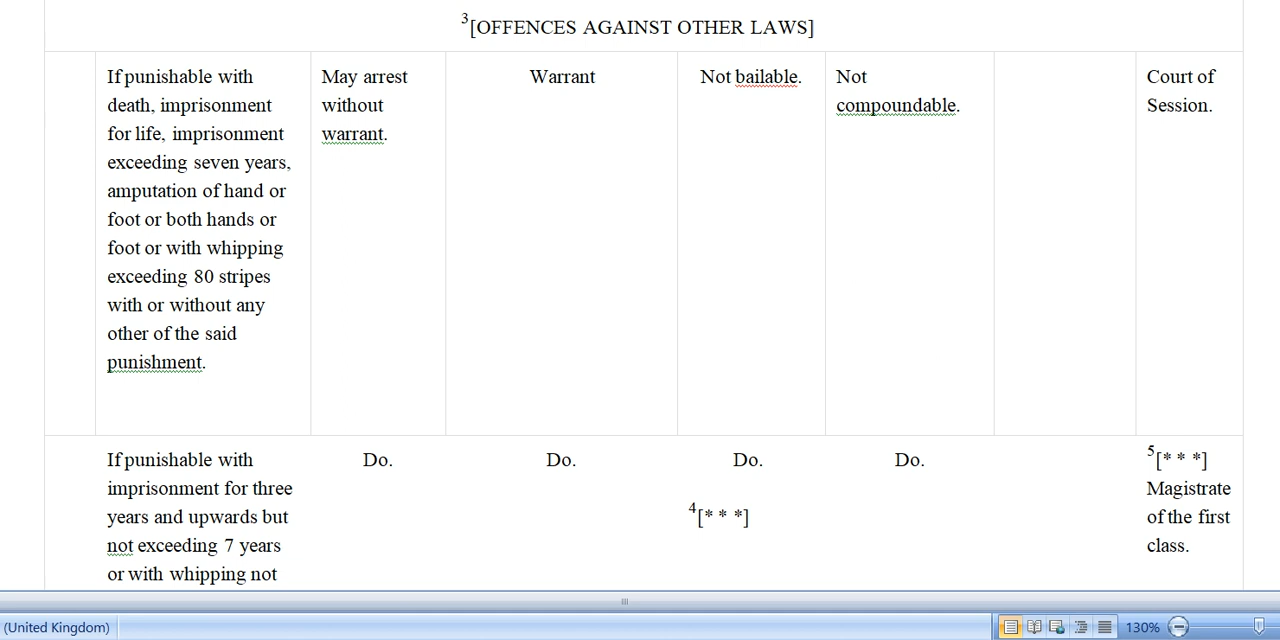 3[OFFENCES AGAINST OTHER LAWS]
If punishable with
death, imprisonment
for life, imprisonment
exceeding seven years,
amputation of hand or
foot or both hands or
foot or with whipping
exceeding 80 stripes
with or without any
other of the said
punishment.
May arrest
without
warrant.
Warrant
Not bailable.
Not
compoundable.
Court of
Session.
If punishable with
imprisonment for three
years and upwards but
not exceeding 7 years
or with whipping not
Do.
Do.
Do.
4[* * *]
Do.
5[* * *]
Magistrate
of the first
class.
(United Kingdom)
130%